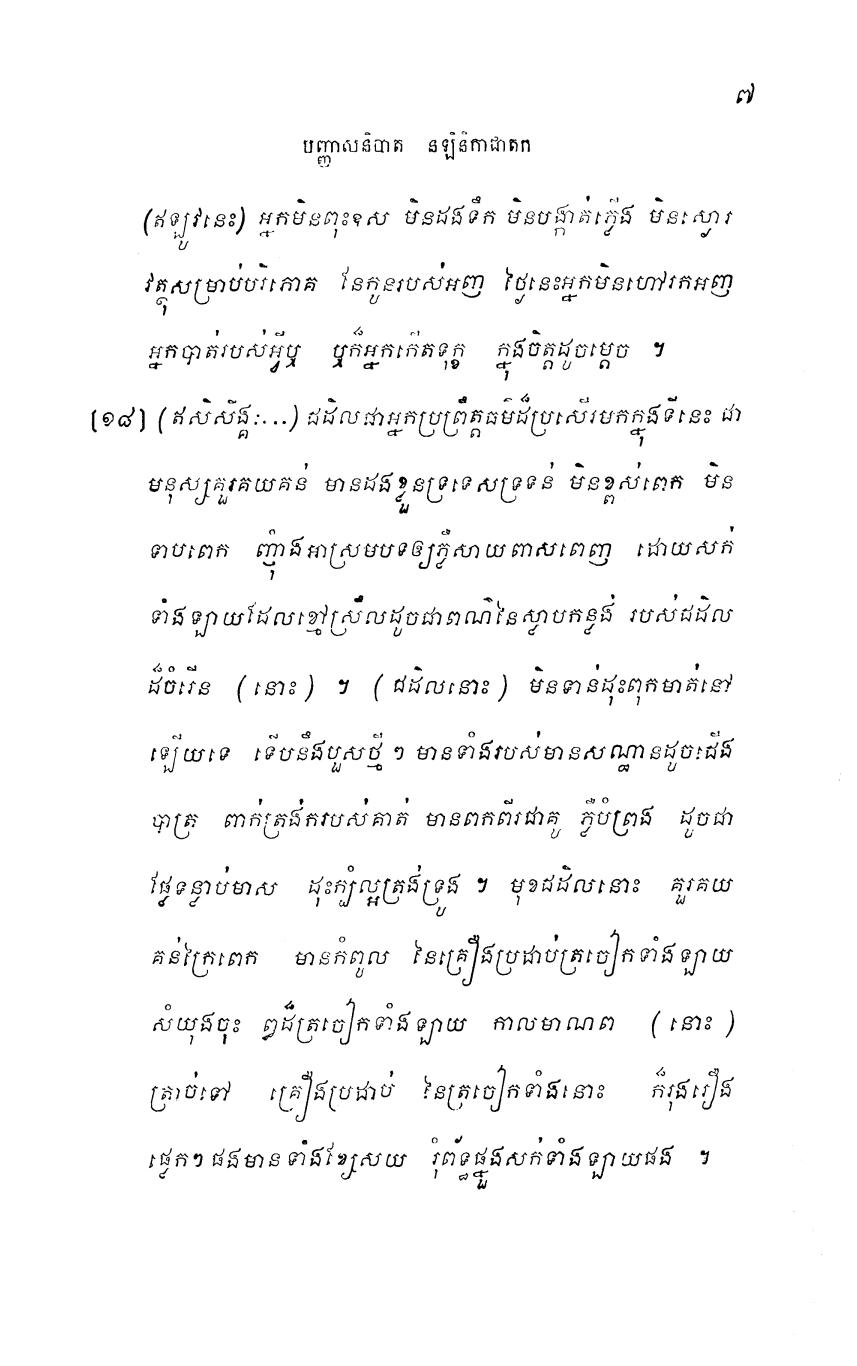 ៧
បញ្ញាសនិបាត នឡិនិកាជាតក
(ឥឡូវនេះ) អ្នកមិនពុះឧស មិនដងទឹក មិនបង្កាត់ភ្លើង មិនស្លរ
វត្ថុសម្រាប់បរិភោគ នែកូនរបស់អញ ថ្ងៃនេះអ្នកមិនហៅរកអញ
អ្នកបាត់របស់អ្វីឬ ឬក៏អ្នកកើតទុក្ខ ក្នុងចិត្តដូចម្តេច ។
[១៨] (ឥសិសិង្គ:...) ជដិលជាអ្នកប្រព្រឹត្តធម៌ដ៏ប្រសើរមកក្នុងទីនេះ ជា
មនុស្សគួរគយគន់ មានដងខ្លួនទ្រទេសទ្រទន់ មិនខ្ពស់ពេក មិន
ទាបពេក ញ៉ុំាងអាស្រមបទឲ្យភ្លឺសាយពាសពេញ ដោយសក់
ទាំងឡាយដែលខ្មៅស្រឹលដូចជាពណ៌នៃស្លាបកន្លង់ របស់ជដិល
ដ៏ចំរើន (នោះ) ។ (ជដិលនោះ) មិនទាន់ដុះពុកមាត់នៅ
ឡើយទេ ទើបនឹងបួសថ្មី ៗ មានទាំងរបស់មានសណ្ឋានដូចជើង
បាត្រ ពាក់ត្រង់ករបស់គាត់ មានពកពីរជាគូ ភ្លឺបំព្រង ដូចជា
ផ្លែទន្លាប់មាស ដុះក្បុំល្អត្រង់ទ្រូង ។ មុខជដិលនោះ គួរគយ
គន់ក្រៃពេក មានកំពូល នៃគ្រឿងប្រដាប់ត្រចៀកទាំងឡាយ
សំយុងចុះ ឰដ៏ត្រចៀកទាំងឡាយ កាលមាណព (នោះ)
ត្រាច់ទៅ គ្រឿងប្រដាប់ នៃត្រចៀកទាំងនោះ ក៏រុងរឿង
ផ្លេកៗ ផងមានទាំងខ្សែសយ រុំព័ទ្ធផ្នួងសក់ទាំងឡាយផង ។